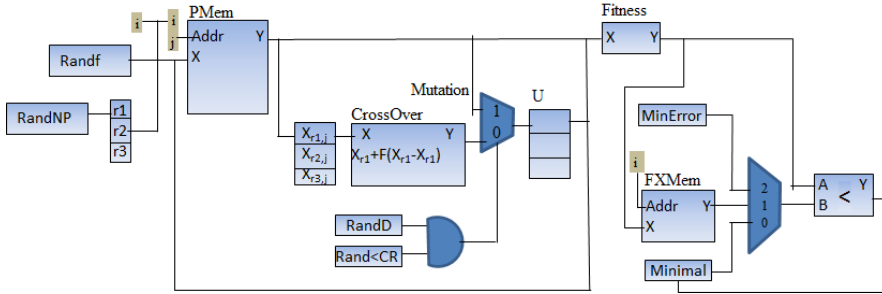 PMem
Fitness
i
i
Addr
Y
j
X
Randf
X
Y
Mutation
U
RandNP
r1
r2
r3
CrossOver
1
0
MinError
X_{r1,j}
X
Y
X_{r2,j}
X_{r1}+F(X_{r1}-X_{r1})
X_{r3,j}
i
FXMem
Addr
Y
X
2
1
0
A
Y
B
<
RandD
Rand<CR
Minimal